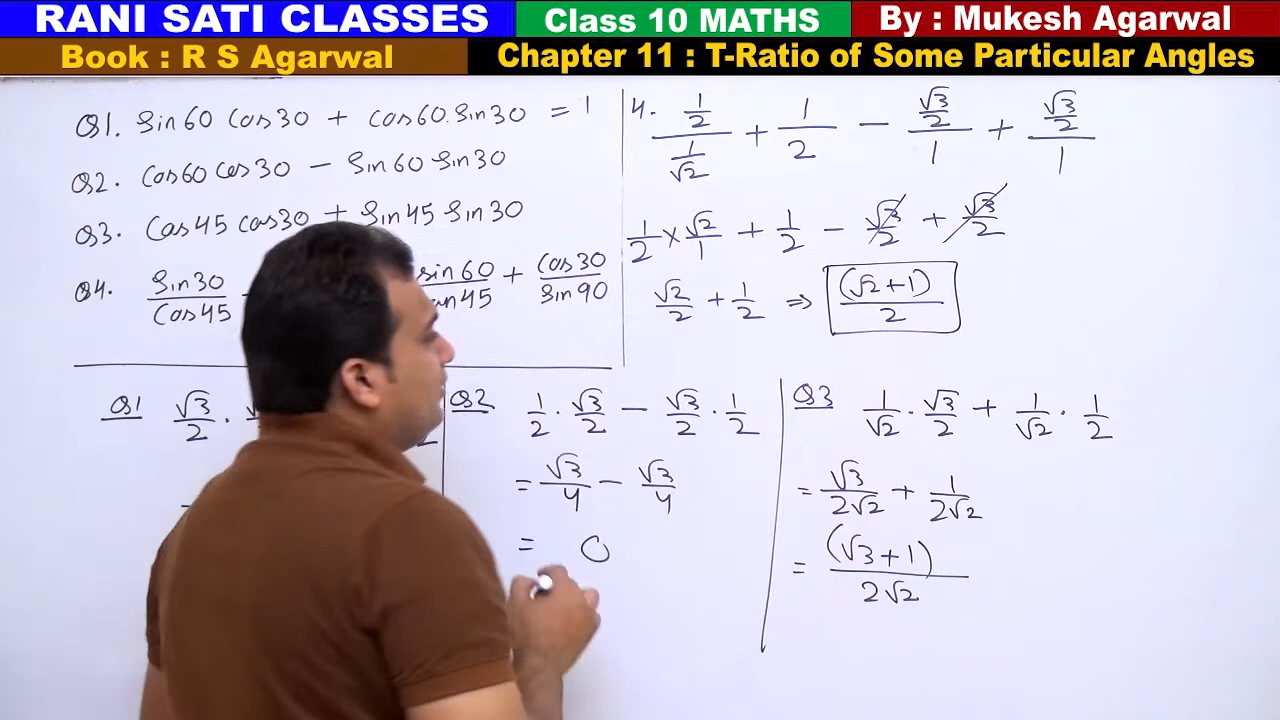 RANI SATI CLASSES
Class 10 MATHS
By : Mukesh Agarwal
Book : R S Agarwal
Chapter 11 : T-Ratio of Some Particular Angles
Q1. Sin60 Cos30 + Cos60.Sin30 = 1
Q2. Cos60 Cos30 - Sin60 Sin30
Q3. Cos45 Cos30 + Sin45 Sin30
Q4. Sin30/Cos45 sin60/an45 + Cos30/Sin90
4. (1/2)/(1/√2) + 1/2 - (√3/2)/1 + (√3/2)/1
1/2 × √2/1 + 1/2 - √3/2 + √3/2
√2/2 + 1/2 ⇒ (√2+1)/2
Q1 √3/2 .
Q2 1/2 . √3/2 - √3/2 . 1/2
= √3/4 - √3/4
= 0
Q3 1/√2 . √3/2 + 1/√2 . 1/2
= √3/2√2 + 1/2√2
= (√3+1)/2√2